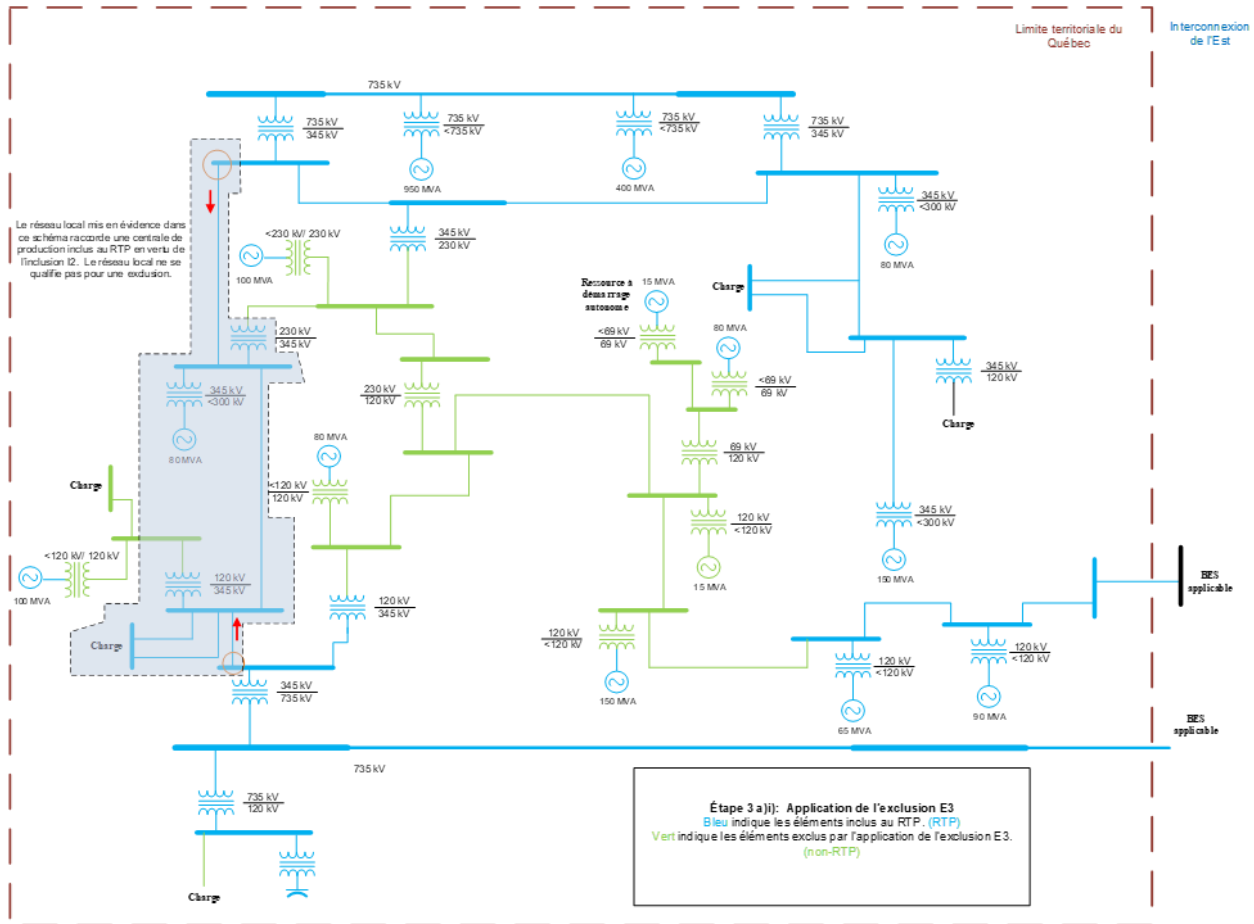 Limite territoriale du
Québec
Interconnexion
de l'Est
735 kV
735 kV
345 kV
735 kV
<735 kV
735 kV
<735 kV
735 kV
345 kV
950 MVA
400 MVA
345 kV
<300 kV
80 MVA
Le réseau local mis en évidence dans
ce schéma raccorde une centrale de
production inclus au RTP en vertu de
l'inclusion I2. Le réseau local ne se
qualifie pas pour une exclusion.
<230 kV/ 230 kV
100 MVA
345 kV
230 kV
Ressource à
démarrage
autonome
15 MVA
Charge
<69 kV
69 kV
80 MVA
230 kV
345 kV
<69 kV
69 kV
345 kV
120 kV
Charge
345 kV
<300 kV
80 MVA
230 kV
120 kV
80 MVA
69 kV
120 kV
Charge
<120 kV
120 kV
120 kV
<120 kV
15 MVA
345 kV
<300 kV
150 MVA
<120 kV/ 120 kV
100 MVA
120 kV
345 kV
120 kV
345 kV
BES
applicable
Charge
120 kV
<120 kV
150 MVA
120 kV
<120 kV
65 MVA
120 kV
<120 kV
90 MVA
345 kV
735 kV
BES
applicable
735 kV
735 kV
120 kV
Charge
Étape 3 a)i): Application de l'exclusion E3
Bleu indique les éléments inclus au RTP. (RTP)
Vert indique les éléments exclus par l'application de l'exclusion E3.
(non-RTP)